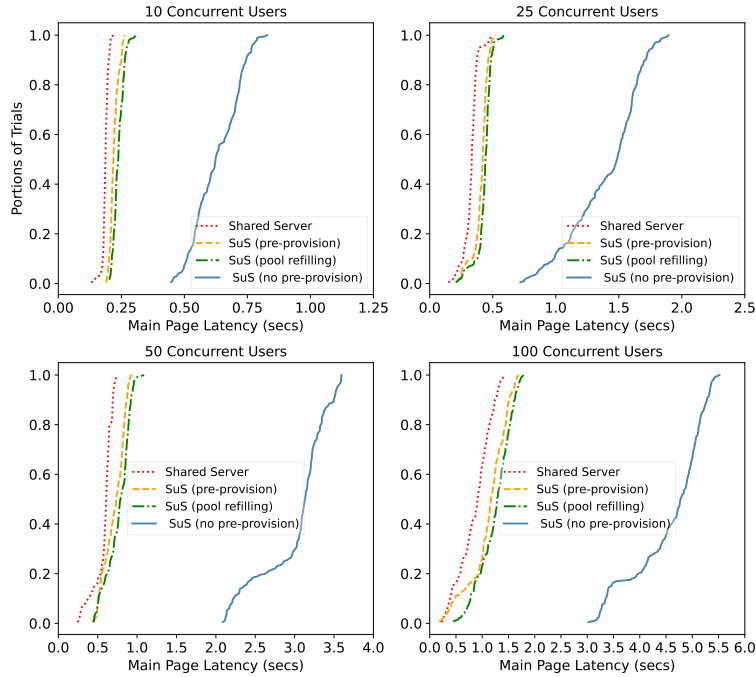 10 Concurrent Users
1.0
0.8
0.6
0.4
0.2
0.0
Portions of Trials
Shared Server
SuS (pre-provision)
SuS (pool refilling)
SuS (no pre-provision)
0.00 0.25 0.50 0.75 1.00 1.25
Main Page Latency (secs)
25 Concurrent Users
1.0
0.8
0.6
0.4
0.2
0.0
Shared Server
SuS (pre-provision)
SuS (pool refilling)
SuS (no pre-provision)
0.0 0.5 1.0 1.5 2.0 2.5
Main Page Latency (secs)
50 Concurrent Users
1.0
0.8
0.6
0.4
0.2
0.0
Shared Server
SuS (pre-provision)
SuS (pool refilling)
SuS (no pre-provision)
0.0 0.5 1.0 1.5 2.0 2.5 3.0 3.5 4.0
Main Page Latency (secs)
100 Concurrent Users
1.0
0.8
0.6
0.4
0.2
0.0
Shared Server
SuS (pre-provision)
SuS (pool refilling)
SuS (no pre-provision)
0.0 0.5 1.0 1.5 2.0 2.5 3.0 3.5 4.0 4.5 5.0 5.5 6.0
Main Page Latency (secs)